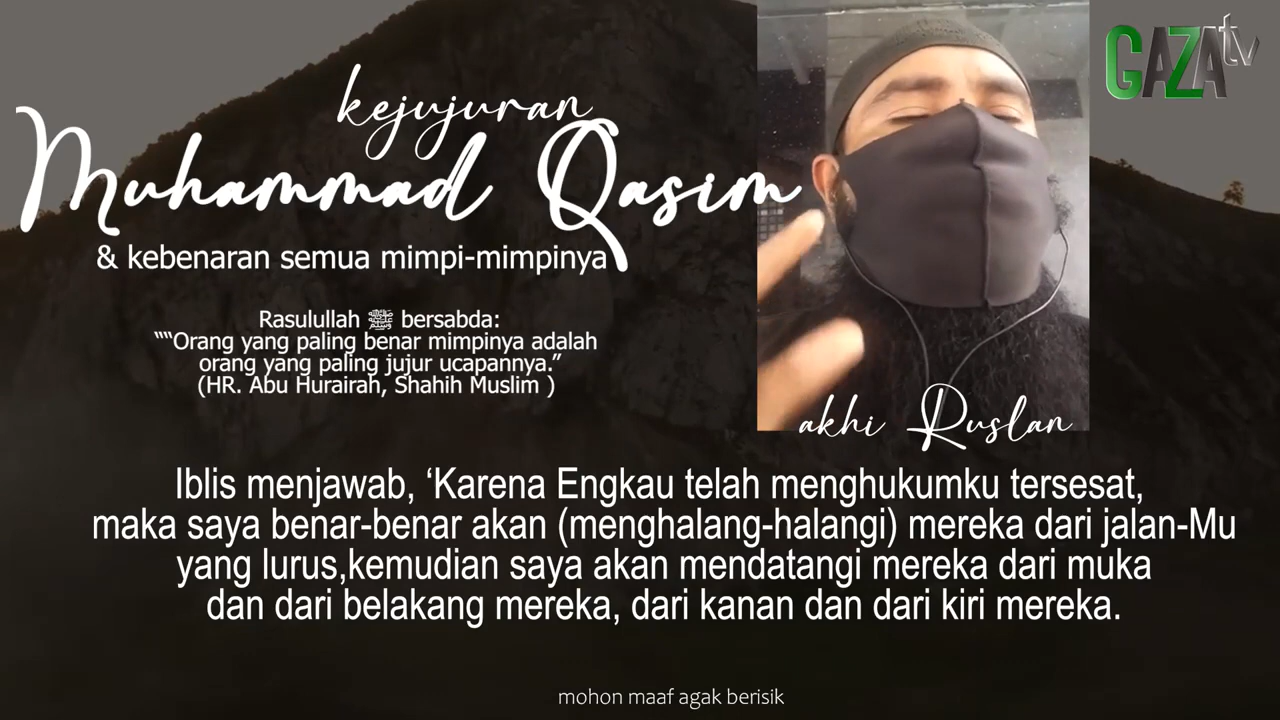 GAZAtv
kejujuran
Muhammad Qasim
& kebenaran semua mimpi-mimpinya
Rasulullah ﷺ bersabda:
““Orang yang paling benar mimpinya adalah
orang yang paling jujur ucapannya.”
(HR. Abu Hurairah, Shahih Muslim )
akhi Ruslan
Iblis menjawab, ‘Karena Engkau telah menghukumku tersesat,
maka saya benar-benar akan (menghalang-halangi) mereka dari jalan-Mu
yang lurus,kemudian saya akan mendatangi mereka dari muka
dan dari belakang mereka, dari kanan dan dari kiri mereka.
mohon maaf agak berisik